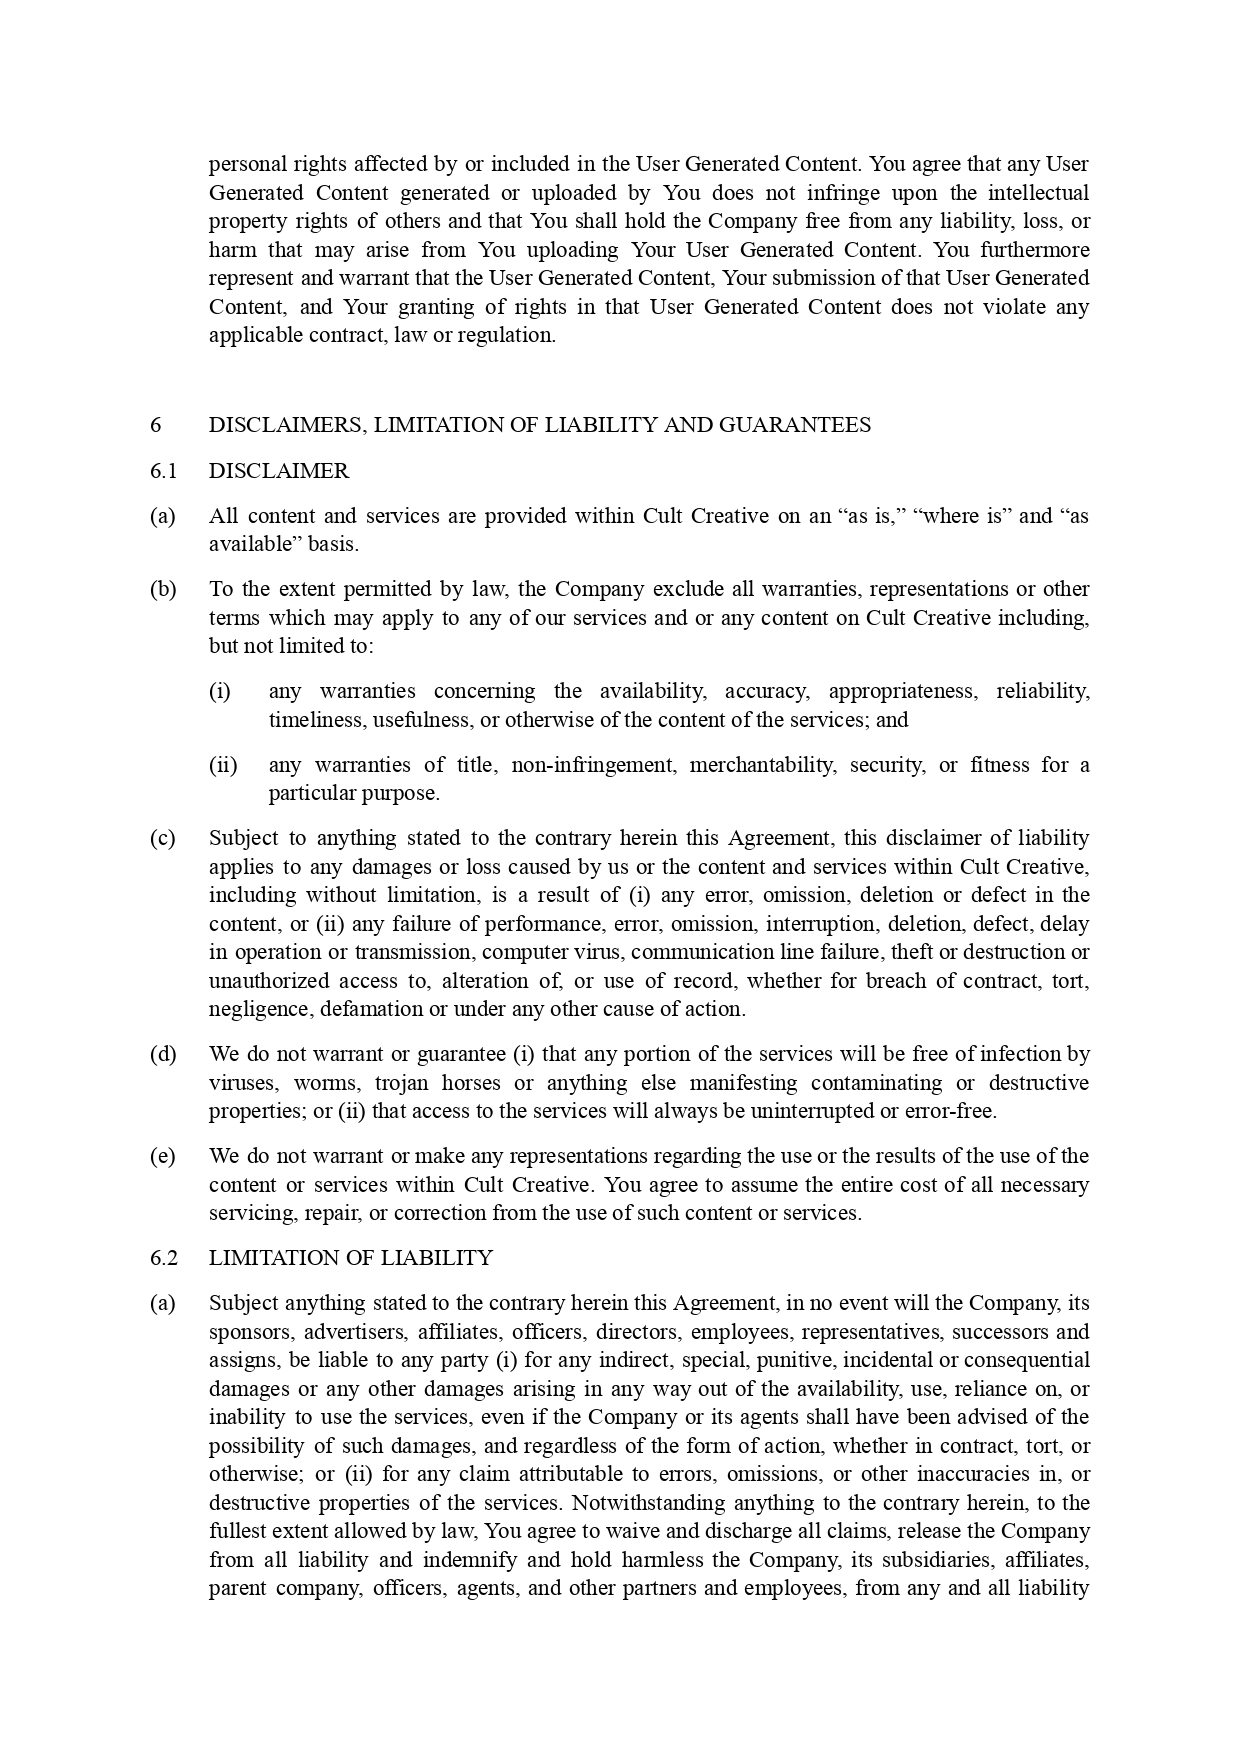 personal rights affected by or included in the User Generated Content. You agree that any User
Generated Content generated or uploaded by You does not infringe upon the intellectual
property rights of others and that You shall hold the Company free from any liability, loss, or
harm that may arise from You uploading Your User Generated Content. You furthermore
represent and warrant that the User Generated Content, Your submission of that User Generated
Content, and Your granting of rights in that User Generated Content does not violate any
applicable contract, law or regulation.
6 DISCLAIMERS, LIMITATION OF LIABILITY AND GUARANTEES
6.1 DISCLAIMER
(a) All content and services are provided within Cult Creative on an “as is,” “where is” and “as
available” basis.
(b) To the extent permitted by law, the Company exclude all warranties, representations or other
terms which may apply to any of our services and or any content on Cult Creative including,
but not limited to:
(i) any warranties concerning the availability, accuracy, appropriateness, reliability,
timeliness, usefulness, or otherwise of the content of the services; and
(ii) any warranties of title, non-infringement, merchantability, security, or fitness for a
particular purpose.
(c) Subject to anything stated to the contrary herein this Agreement, this disclaimer of liability
applies to any damages or loss caused by us or the content and services within Cult Creative,
including without limitation, is a result of (i) any error, omission, deletion or defect in the
content, or (ii) any failure of performance, error, omission, interruption, deletion, defect, delay
in operation or transmission, computer virus, communication line failure, theft or destruction or
unauthorized access to, alteration of, or use of record, whether for breach of contract, tort,
negligence, defamation or under any other cause of action.
(d) We do not warrant or guarantee (i) that any portion of the services will be free of infection by
viruses, worms, trojan horses or anything else manifesting contaminating or destructive
properties; or (ii) that access to the services will always be uninterrupted or error-free.
(e) We do not warrant or make any representations regarding the use or the results of the use of the
content or services within Cult Creative. You agree to assume the entire cost of all necessary
servicing, repair, or correction from the use of such content or services.
6.2 LIMITATION OF LIABILITY
(a) Subject anything stated to the contrary herein this Agreement, in no event will the Company, its
sponsors, advertisers, affiliates, officers, directors, employees, representatives, successors and
assigns, be liable to any party (i) for any indirect, special, punitive, incidental or consequential
damages or any other damages arising in any way out of the availability, use, reliance on, or
inability to use the services, even if the Company or its agents shall have been advised of the
possibility of such damages, and regardless of the form of action, whether in contract, tort, or
otherwise; or (ii) for any claim attributable to errors, omissions, or other inaccuracies in, or
destructive properties of the services. Notwithstanding anything to the contrary herein, to the
fullest extent allowed by law, You agree to waive and discharge all claims, release the Company
from all liability and indemnify and hold harmless the Company, its subsidiaries, affiliates,
parent company, officers, agents, and other partners and employees, from any and all liability